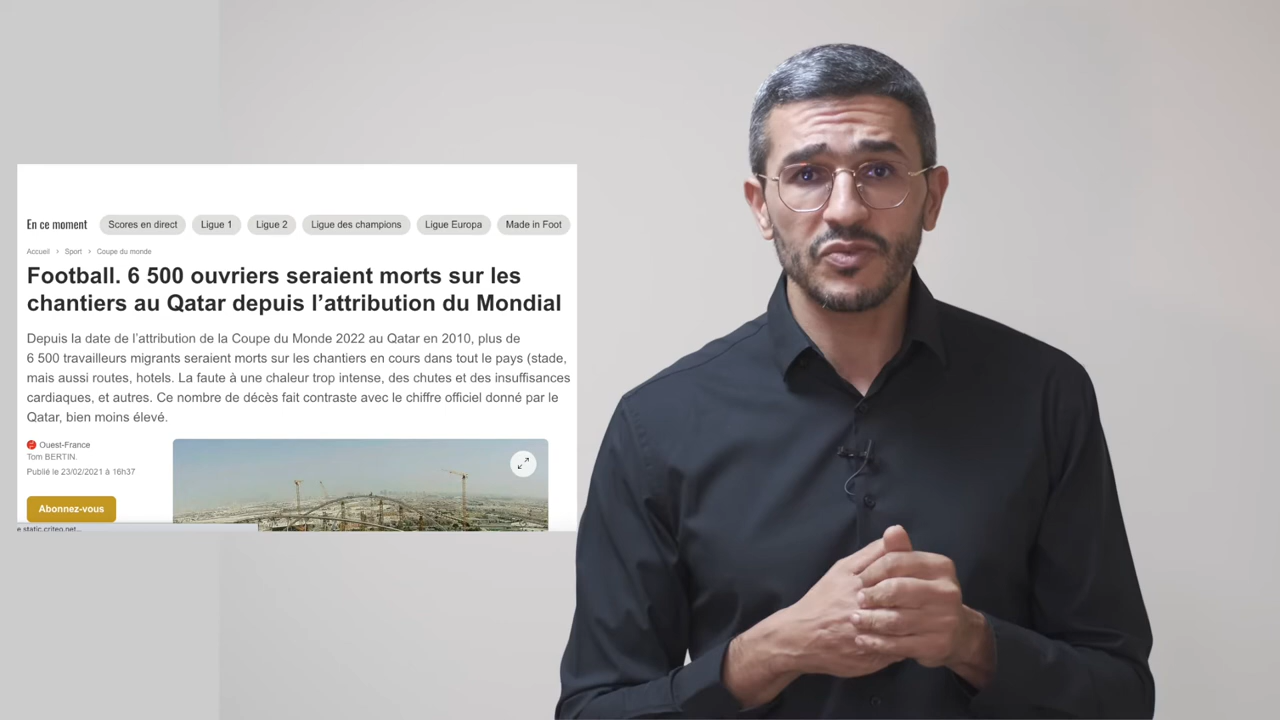 En ce moment Scores en direct Ligue 1 Ligue 2 Ligue des champions Ligue Europa Made in Foot
Accueil > Sport > Coupe du monde
Football. 6 500 ouvriers seraient morts sur les
chantiers au Qatar depuis l’attribution du Mondial
Depuis la date de l’attribution de la Coupe du Monde 2022 au Qatar en 2010, plus de
6 500 travailleurs migrants seraient morts sur les chantiers en cours dans tout le pays (stade,
mais aussi routes, hotels. La faute à une chaleur trop intense, des chutes et des insuffisances
cardiaques, et autres. Ce nombre de décès fait contraste avec le chiffre officiel donné par le
Qatar, bien moins élevé.
Ouest-France
Tom BERTIN.
Publié le 23/02/2021 à 16h37
Abonnez-vous
e static.criteo.net...